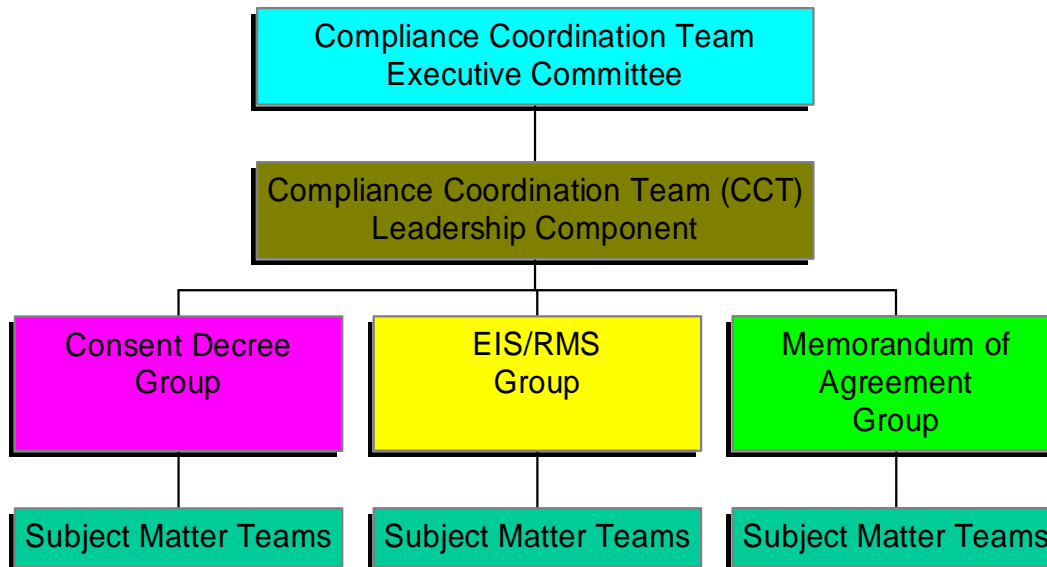 Compliance Coordination Team
Executive Committee
Compliance Coordination Team (CCT)
Leadership Component
Consent Decree
Group
EIS/RMS
Group
Memorandum of
Agreement
Group
Subject Matter Teams
Subject Matter Teams
Subject Matter Teams